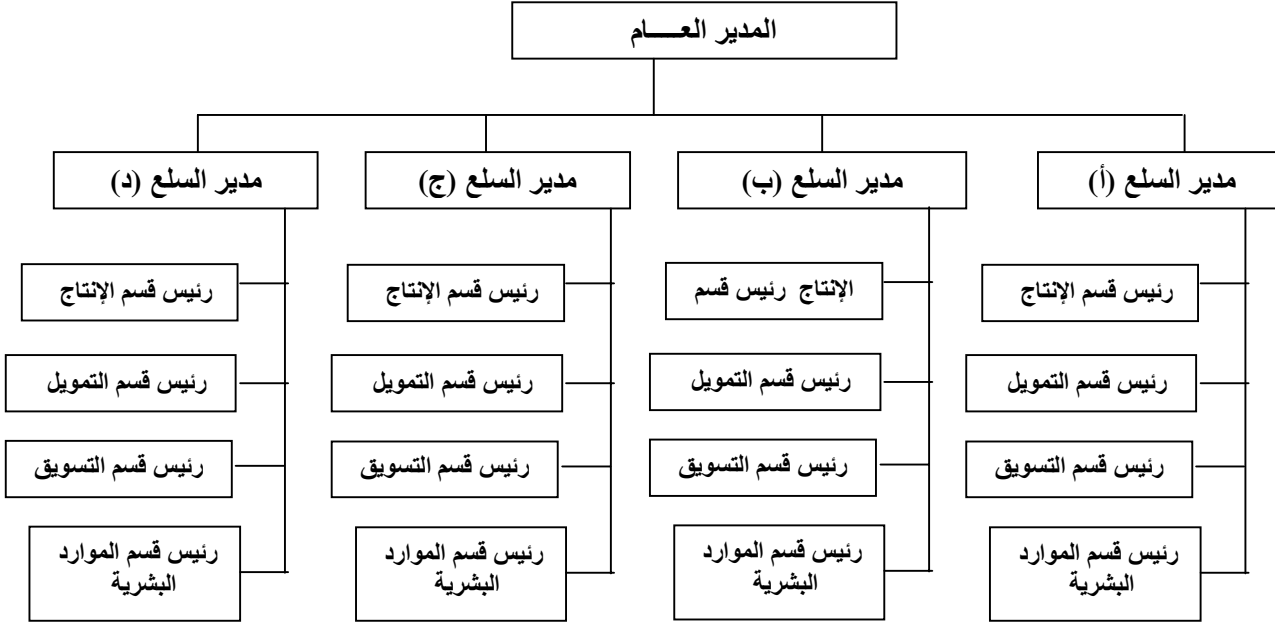 المدير العـــــام
مدير السلع (أ)
مدير السلع (ب)
مدير السلع (ج)
مدير السلع (د)
رئيس قسم الإنتاج
الإنتاج رئيس قسم
رئيس قسم الإنتاج
رئيس قسم الإنتاج
رئيس قسم التمويل
رئيس قسم التمويل
رئيس قسم التمويل
رئيس قسم التمويل
رئيس قسم التسويق
رئيس قسم التسويق
رئيس قسم التسويق
رئيس قسم التسويق
رئيس قسم الموارد
البشرية
رئيس قسم الموارد
البشرية
رئيس قسم الموارد
البشرية
رئيس قسم الموارد
البشرية